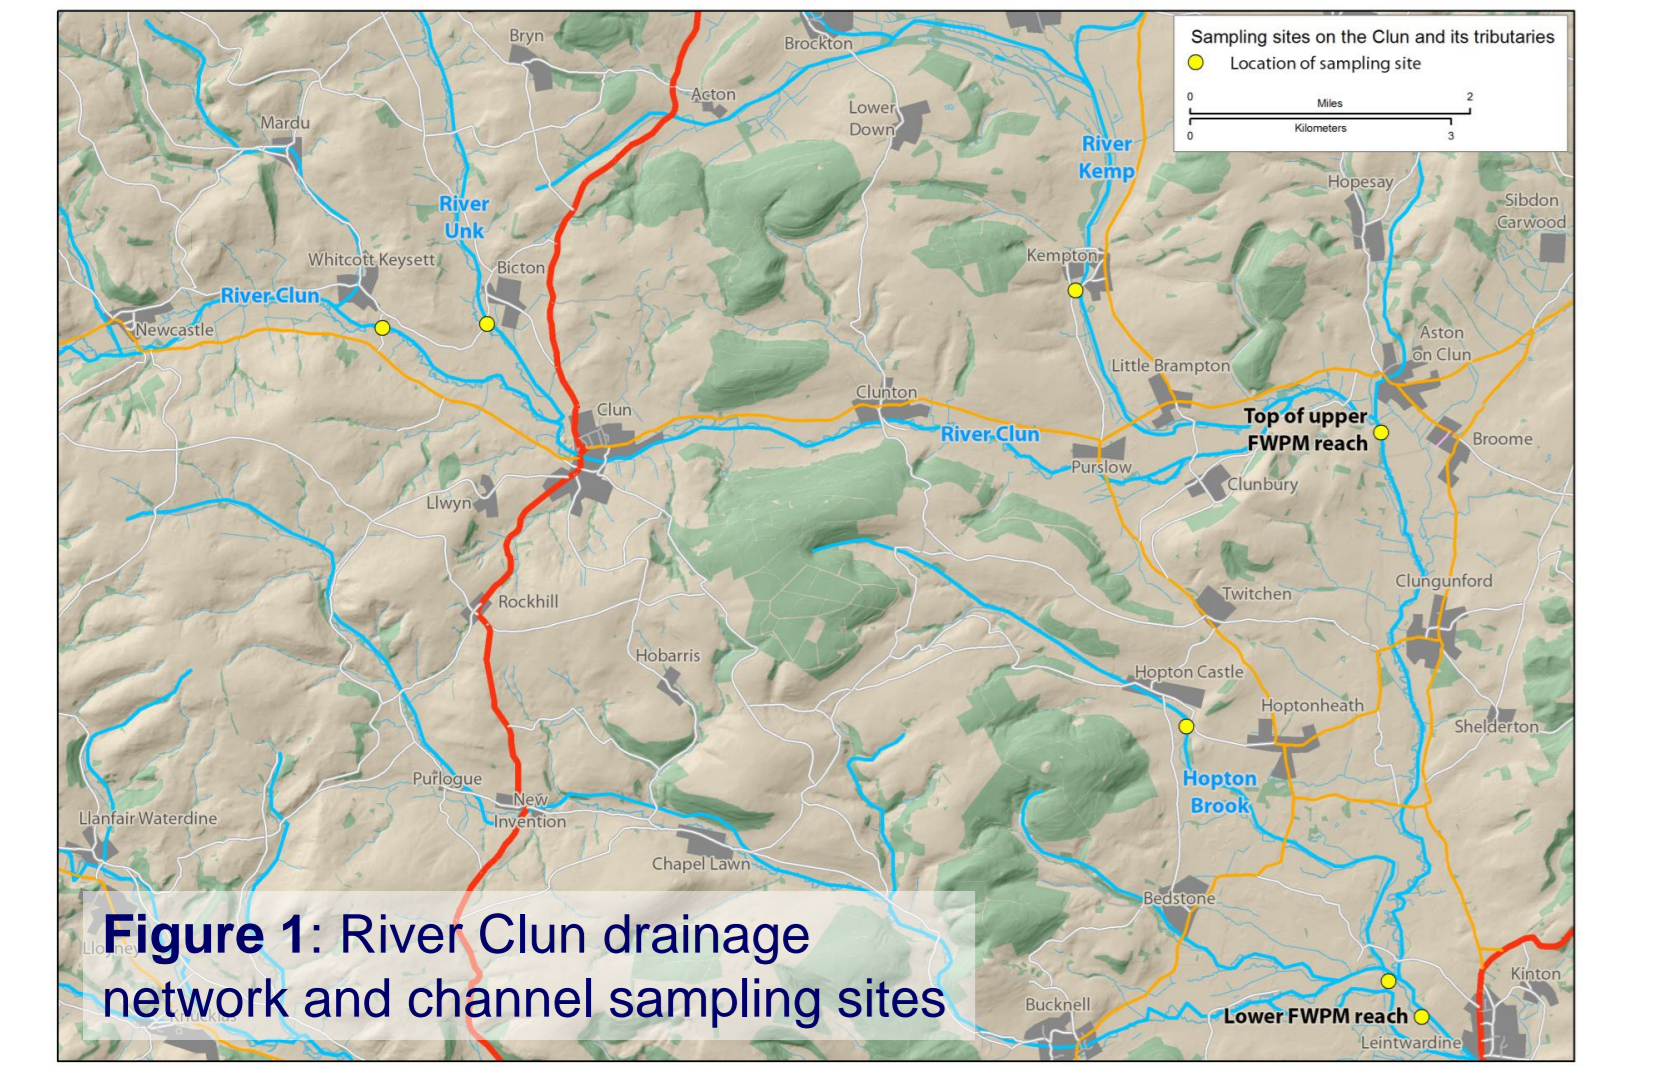 Bryn
Brockton
Sampling sites on the Clun and its tributaries
Location of sampling site
0
Miles
2
Kilometers
0
3
Acton
Lower
Down
Mardu
River
Kemp
Hopesay
Sibdon
Carwood
River
Unk
Whitcott Keysett
Bicton
Kempton
River Clun
Newcastle
Aston
on Clun
Little Brampton
Clunton
Clun
Top of upper
FWPM reach
River Clun
Broome
Purslow
Clunbury
Llwyn
Clungunford
Twitchen
Rockhill
Hobarris
Hopton Castle
Hoptonheath
Shelderton
Purlogue
Hopton
Brook
New
Invention
Llanfair Waterdine
Chapel Lawn
Bedstone
Figure 1: River Clun drainage
network and channel sampling sites
Lloyney
Knucklas
Kinton
Bucknell
Lower FWPM reach
Leintwardine